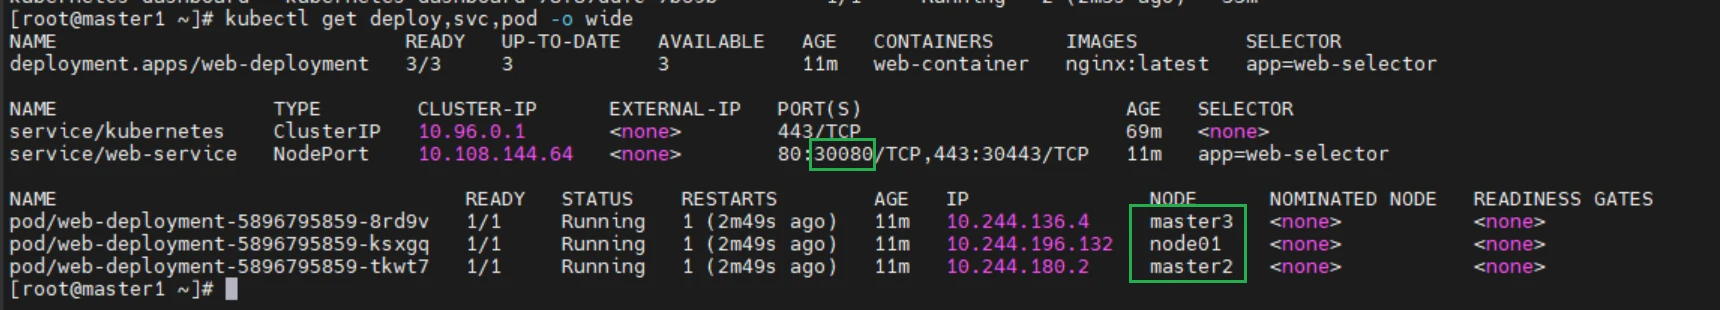 [root@master1 ~]# kubectl get deploy,svc,pod -o wide
NAME READY UP-TO-DATE AVAILABLE AGE CONTAINERS IMAGES SELECTOR
deployment.apps/web-deployment 3/3 3 3 11m web-container nginx:latest app=web-selector
NAME TYPE CLUSTER-IP EXTERNAL-IP PORT(S) AGE SELECTOR
service/kubernetes ClusterIP 10.96.0.1 <none> 443/TCP 69m <none>
service/web-service NodePort 10.108.144.64 <none> 80:30080/TCP,443:30443/TCP 11m app=web-selector
NAME READY STATUS RESTARTS AGE IP NODE NOMINATED NODE READINESS GATES
pod/web-deployment-5896795859-8rd9v 1/1 Running 1 (2m49s ago) 11m 10.244.136.4 master3 <none> <none>
pod/web-deployment-5896795859-ksxgq 1/1 Running 1 (2m49s ago) 11m 10.244.196.132 node01 <none> <none>
pod/web-deployment-5896795859-tkwt7 1/1 Running 1 (2m49s ago) 11m 10.244.180.2 master2 <none> <none>
[root@master1 ~]#